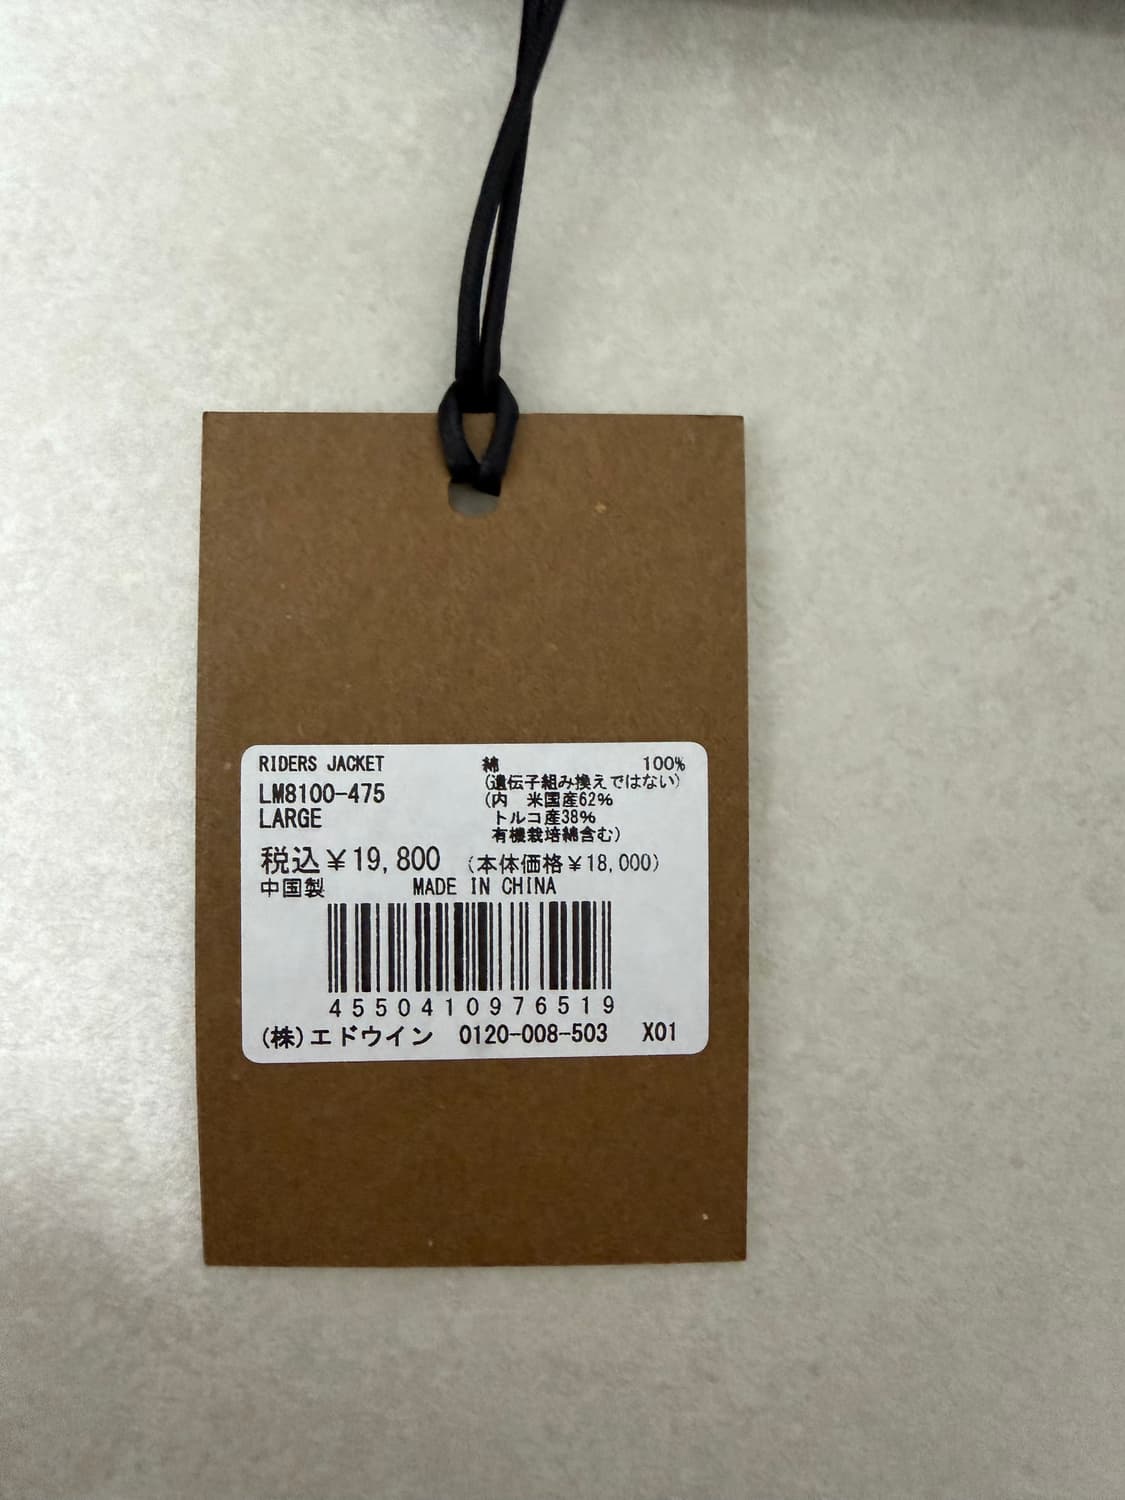 RIDERS JACKET
LM8100-475
LARGE
綿 100%
(遺伝子組み換えではない)
(内 米国産62%
トルコ産38%
有機栽培綿含む)
税込¥19,800 (本体価格¥18,000)
中国製 MADE IN CHINA
4550410976519
(株)エドウイン 0120-008-503 X01